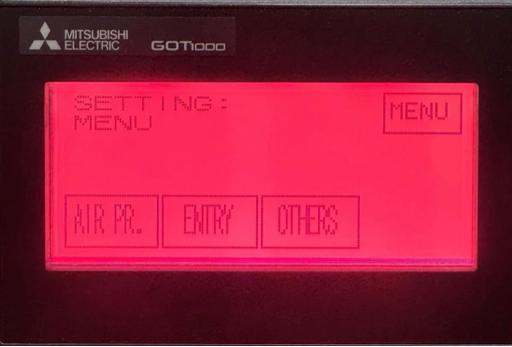 MITSUBISHI
ELECTRIC
GOT1000
SETTING:
MENU
MENU
AIR PR.
ENTRY
OTHERS